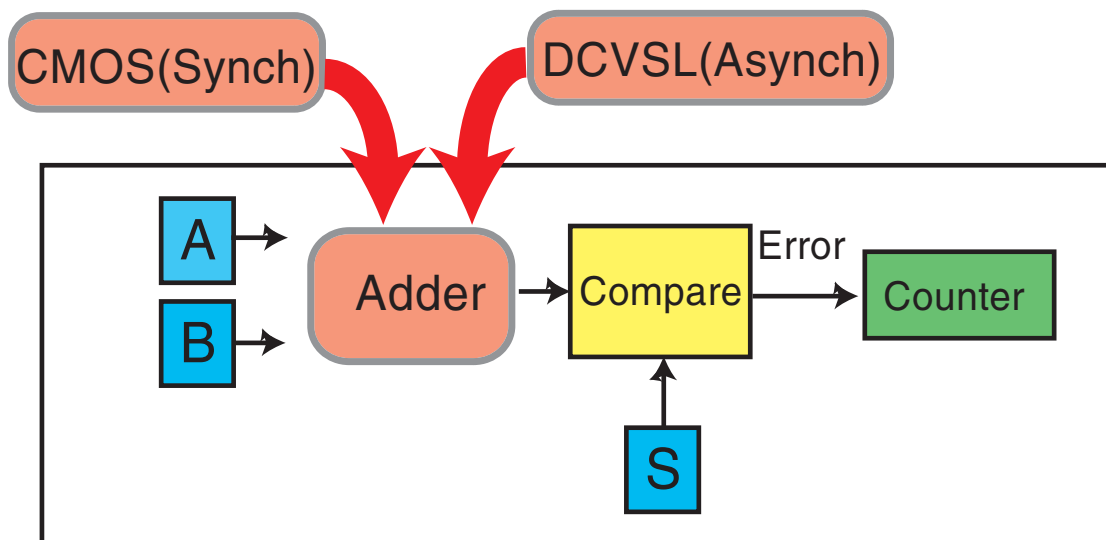 CMOS(Synch)
DCVSL(Asynch)
A
B
Adder
Compare
Error
Counter
S